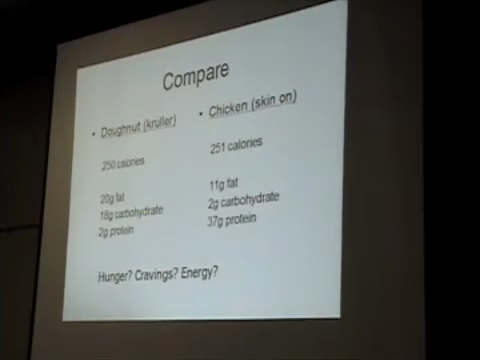 Compare
• Doughnut (kruller)
250 calories
20g fat
18g carbohydrate
2g protein
• Chicken (skin on)
251 calories
11g fat
2g carbohydrate
37g protein
Hunger? Cravings? Energy?